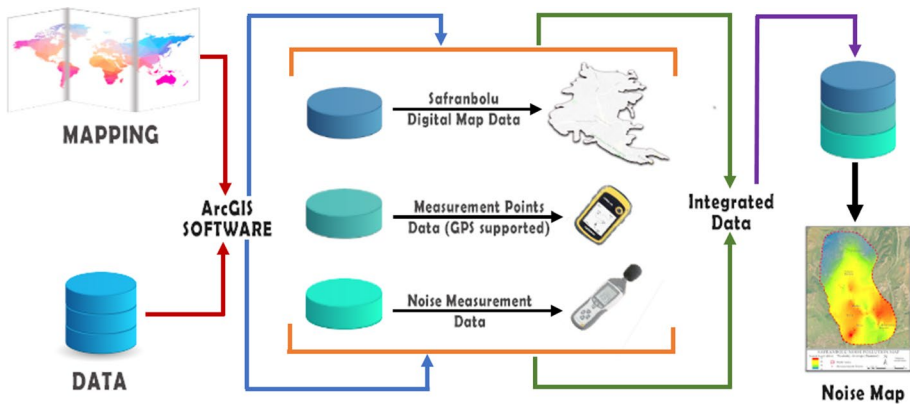 MAPPING
DATA
ArcGIS
SOFTWARE
Safranbolu
Digital Map Data
Measurement Points
Data (GPS supported)
Noise Measurement
Data
Integrated
Data
Noise Map